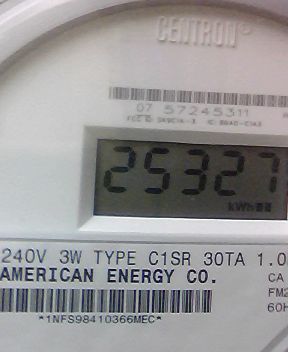 CENTRON®
07 57245311
25327
kWh
240V 3W TYPE C1SR 30TA 1.0
AMERICAN ENERGY CO.
CA
FM2
60H
*1NFS98410366MEC*